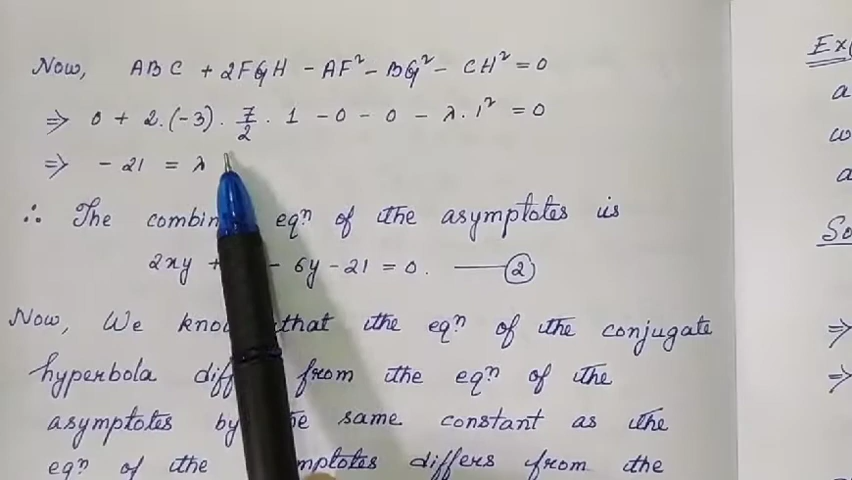 Now, ABC + 2FGH - AF² - BG² - CH² = 0
⇒ 0 + 2.(-3). 7/2 . 1 - 0 - 0 - λ.1² = 0
⇒ - 21 = λ
∴ The combin eqⁿ of the asymptotes is
2xy + - 6y - 21 = 0. —— ②
Now, We know that the eqⁿ of the conjugate
hyperbola diff from the eqⁿ of the
asymptotes by the same constant as the
eqⁿ of the mptotes differs from the
Ex
a
w
a
So
⇒
⇒